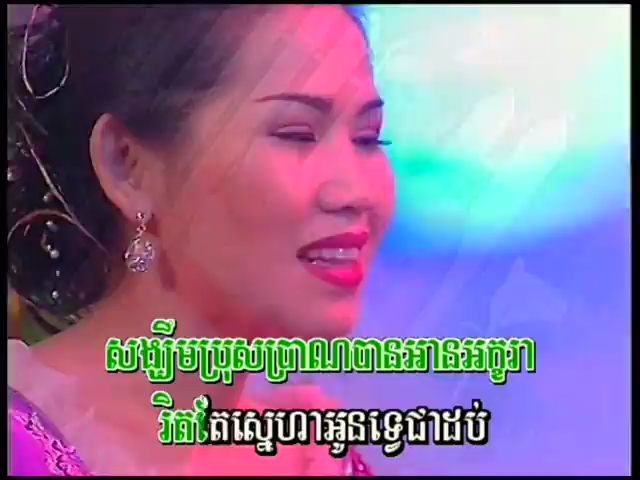 សង្ឃឹមប្រុសប្រាណបានអានអក្ខរា
រឹតតែស្នេហាអូនទ្វេជាដប់